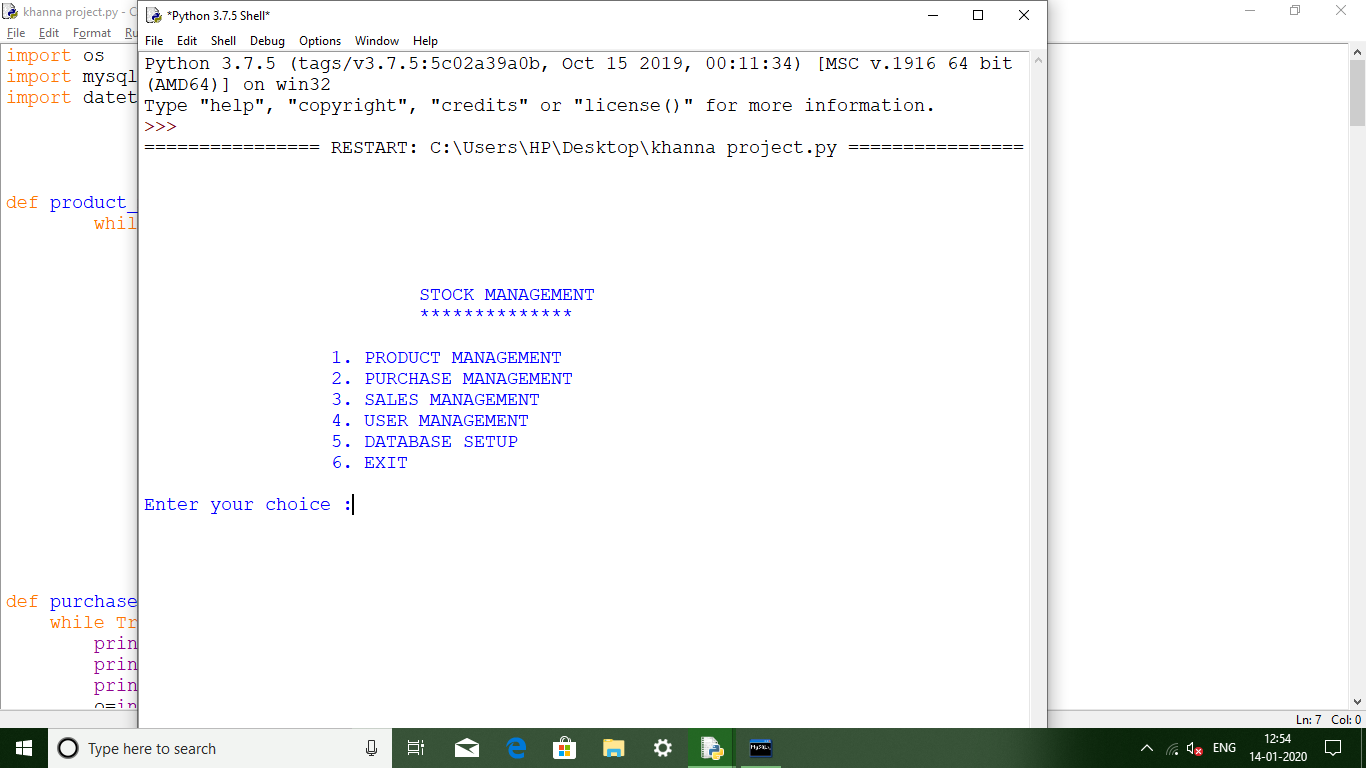 khanna project.py - C
File Edit Format Ru
import os
import mysql
import datet
def product_
whil
def purchase
while Tr
prin
prin
prin
o=in
*Python 3.7.5 Shell*
File Edit Shell Debug Options Window Help
Python 3.7.5 (tags/v3.7.5:5c02a39a0b, Oct 15 2019, 00:11:34) [MSC v.1916 64 bit
(AMD64)] on win32
Type "help", "copyright", "credits" or "license()" for more information.
>>>
================ RESTART: C:\Users\HP\Desktop\khanna project.py ================
STOCK MANAGEMENT
**************
1. PRODUCT MANAGEMENT
2. PURCHASE MANAGEMENT
3. SALES MANAGEMENT
4. USER MANAGEMENT
5. DATABASE SETUP
6. EXIT
Enter your choice :
Ln: 7 Col: 0
Type here to search
MySQL
ENG
12:54
14-01-2020